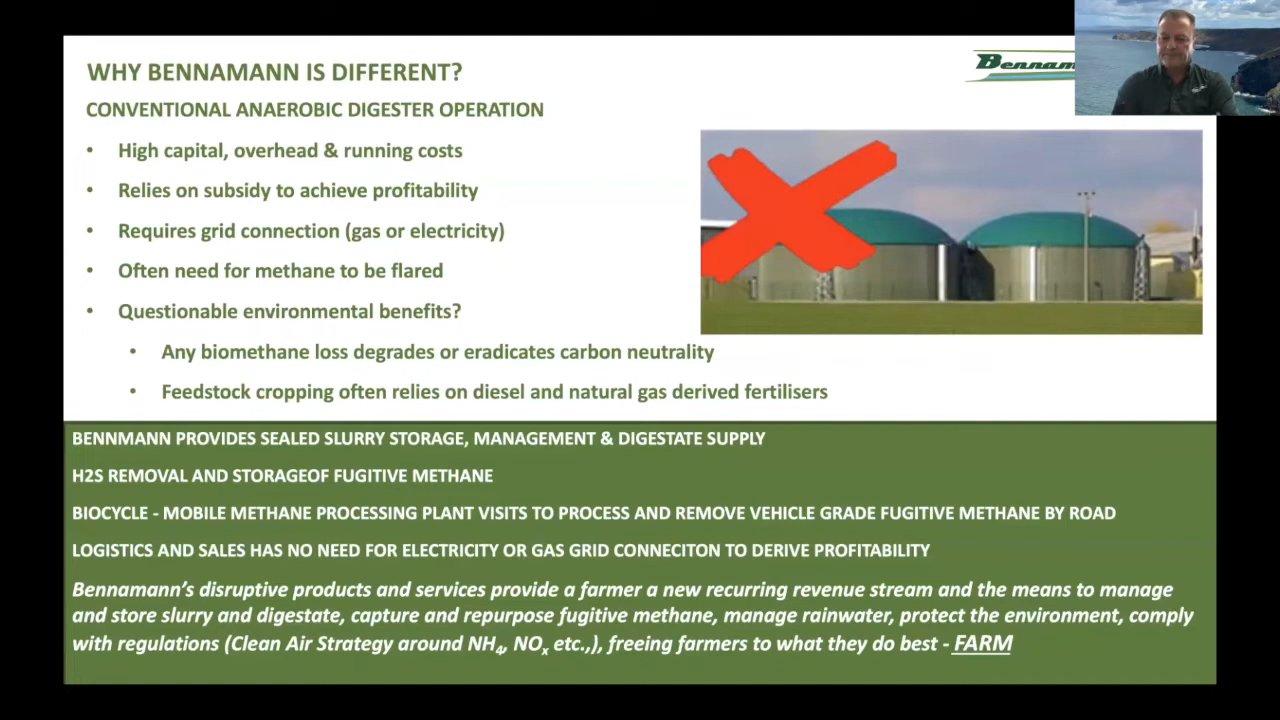 WHY BENNAMANN IS DIFFERENT?
CONVENTIONAL ANAEROBIC DIGESTER OPERATION
• High capital, overhead & running costs
• Relies on subsidy to achieve profitability
• Requires grid connection (gas or electricity)
• Often need for methane to be flared
• Questionable environmental benefits?
• Any biomethane loss degrades or eradicates carbon neutrality
• Feedstock cropping often relies on diesel and natural gas derived fertilisers
BENNMANN PROVIDES SEALED SLURRY STORAGE, MANAGEMENT & DIGESTATE SUPPLY
H2S REMOVAL AND STORAGEOF FUGITIVE METHANE
BIOCYCLE - MOBILE METHANE PROCESSING PLANT VISITS TO PROCESS AND REMOVE VEHICLE GRADE FUGITIVE METHANE BY ROAD
LOGISTICS AND SALES HAS NO NEED FOR ELECTRICITY OR GAS GRID CONNECITON TO DERIVE PROFITABILITY
Bennamann's disruptive products and services provide a farmer a new recurring revenue stream and the means to manage
and store slurry and digestate, capture and repurpose fugitive methane, manage rainwater, protect the environment, comply
with regulations (Clean Air Strategy around NH₄, NOₓ etc.,), freeing farmers to what they do best - FARM